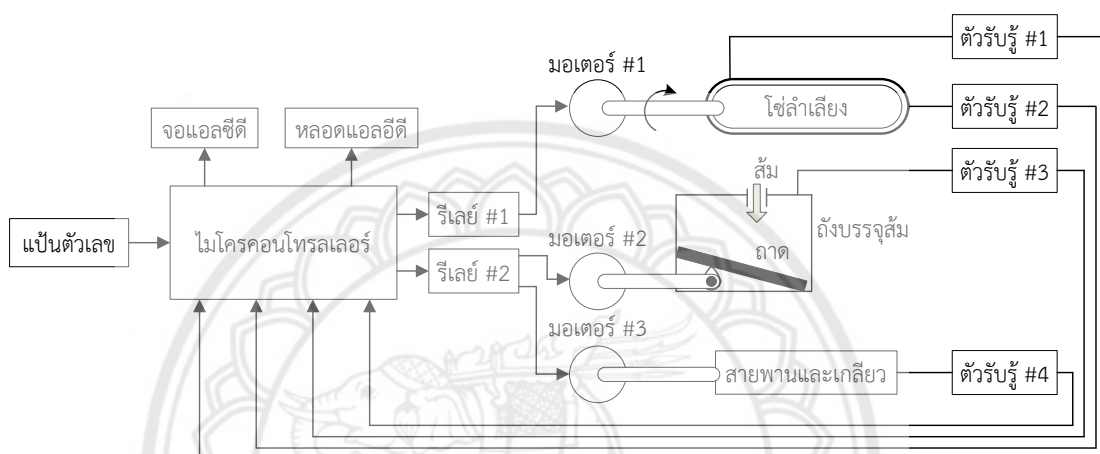 ตัวรับรู้ #1
มอเตอร์ #1
โซ่ลำเลียง
ตัวรับรู้ #2
จอแอลซีดี
หลอดแอลอีดี
ส้ม
ตัวรับรู้ #3
รีเลย์ #1
ถังบรรจุส้ม
แป้นตัวเลข
ไมโครคอนโทรลเลอร์
มอเตอร์ #2
ถาด
รีเลย์ #2
มอเตอร์ #3
สายพานและเกลียว
ตัวรับรู้ #4